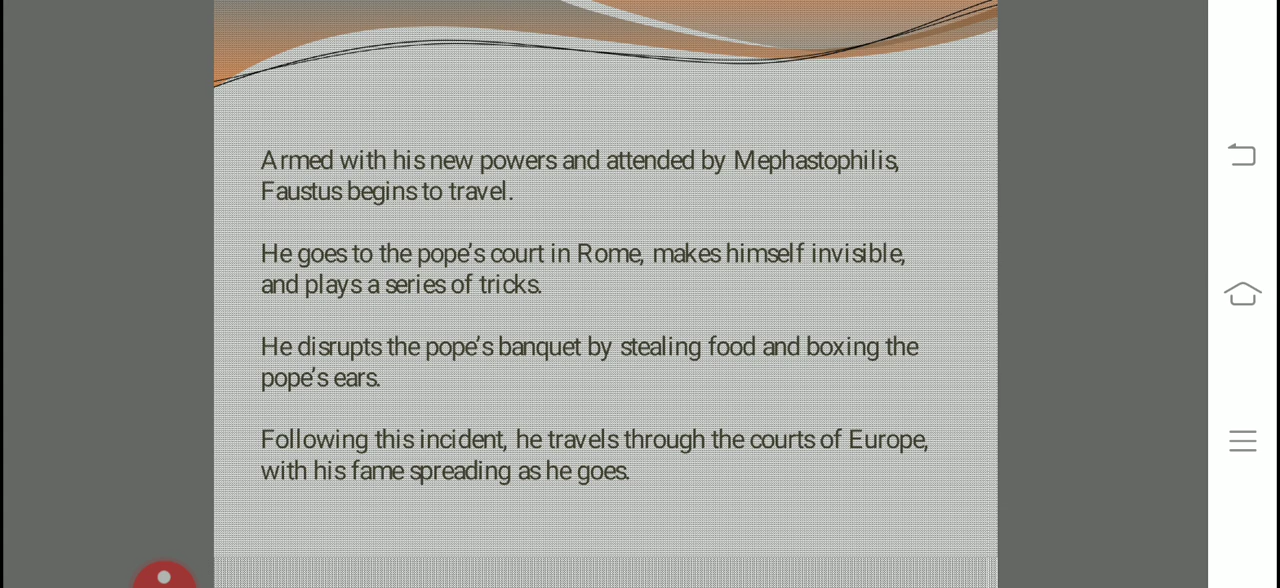 Armed with his new powers and attended by Mephastophilis,
Faustus begins to travel.
He goes to the pope's court in Rome, makes himself invisible,
and plays a series of tricks.
He disrupts the pope's banquet by stealing food and boxing the
pope's ears.
Following this incident, he travels through the courts of Europe,
with his fame spreading as he goes.